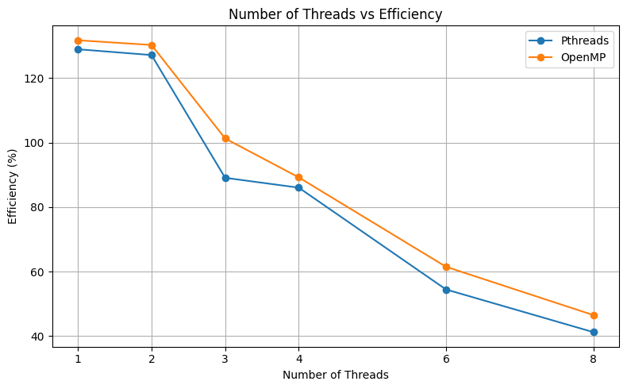 Number of Threads vs Efficiency
Pthreads
OpenMP
Efficiency (%)
120
100
80
60
40
1 2 3 4 6 8
Number of Threads